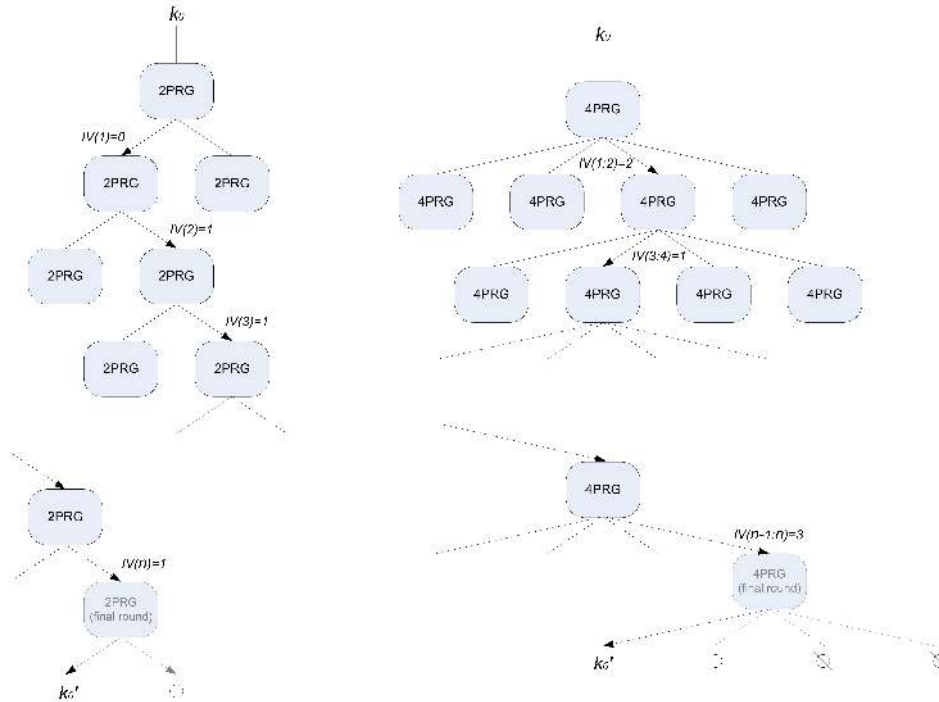 k₀
2PRG
IV(1)=0
2PRG 2PRG
IV(2)=1
2PRG 2PRG
IV(3)=1
2PRG 2PRG
2PRG
IV(n)=1
2PRG
(final round)
k₀'
k₀
4PRG
IV(1:2)=2
4PRG 4PRG 4PRG 4PRG
IV(3:4)=1
4PRG 4PRG 4PRG 4PRG
4PRG
IV(n-1:n)=3
4PRG
(final round)
k₀'